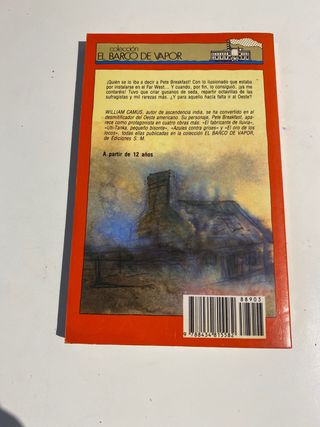 colección
EL BARCO DE VAPOR
¡Quién se lo iba a decir a Pete Breakfast! Con lo ilusionado que estaba
por instalarse en el Far West... Y cuando, por fin, lo consiguió, ¡ya me
contaréis! Tuvo que criar gusanos de seda, repartir octavillas de las
sufragistas y mil rarezas más. ¿Y para aquello hacía falta ir al Oeste?
WILLIAM CAMUS, autor de ascendencia india, se ha convertido en el
desmitificador del Oeste americano. Su personaje, Pete Breakfast, apa-
rece como protagonista en cuatro obras más: «El fabricante de lluvia»,
«Uti-Tanka, pequeño bisonte», «Azules contra grises» y «El oro de los
locos», todas ellas publicadas en la colección EL BARCO DE VAPOR,
de Ediciones S. M.
A partir de 12 años
88903
9 788434 815582